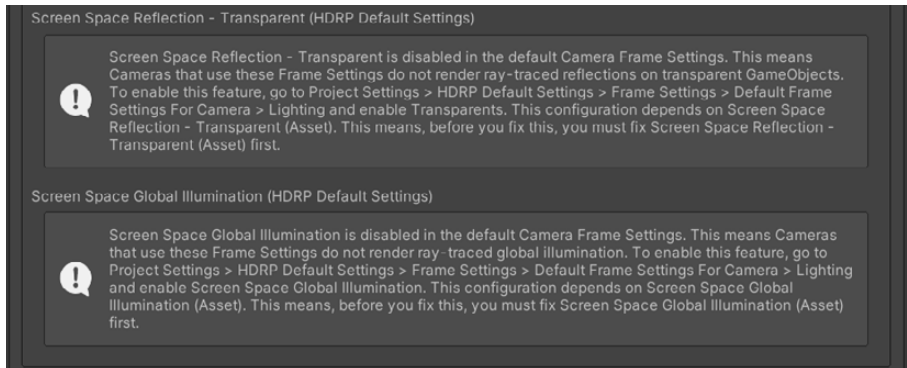 Screen Space Reflection - Transparent (HDRP Default Settings)
Screen Space Reflection - Transparent is disabled in the default Camera Frame Settings. This means
Cameras that use these Frame Settings do not render ray-traced reflections on transparent GameObjects.
To enable this feature, go to Project Settings > HDRP Default Settings > Frame Settings > Default Frame
Settings For Camera > Lighting and enable Transparents. This configuration depends on Screen Space
Reflection - Transparent (Asset). This means, before you fix this, you must fix Screen Space Reflection -
Transparent (Asset) first.
Screen Space Global Illumination (HDRP Default Settings)
Screen Space Global Illumination is disabled in the default Camera Frame Settings. This means Cameras
that use these Frame Settings do not render ray-traced global illumination. To enable this feature, go to
Project Settings > HDRP Default Settings > Frame Settings > Default Frame Settings For Camera > Lighting
and enable Screen Space Global Illumination. This configuration depends on Screen Space Global
Illumination (Asset). This means, before you fix this, you must fix Screen Space Global Illumination (Asset)
first.